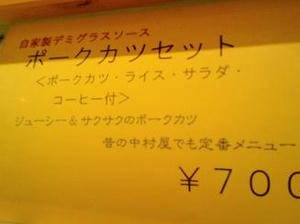 自家製デミグラスソース
ポークカツセット
<ポークカツ・ライス・サラダ・
コーヒー付>
ジューシー&サクサクのポークカツ
昔の中村屋でも定番メニュー
￥700